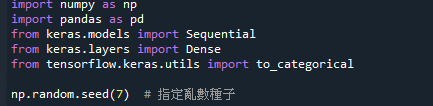 import numpy as np
import pandas as pd
from keras.models import Sequential
from keras.layers import Dense
from tensorflow.keras.utils import to_categorical
np.random.seed(7)  # 指定亂數種子